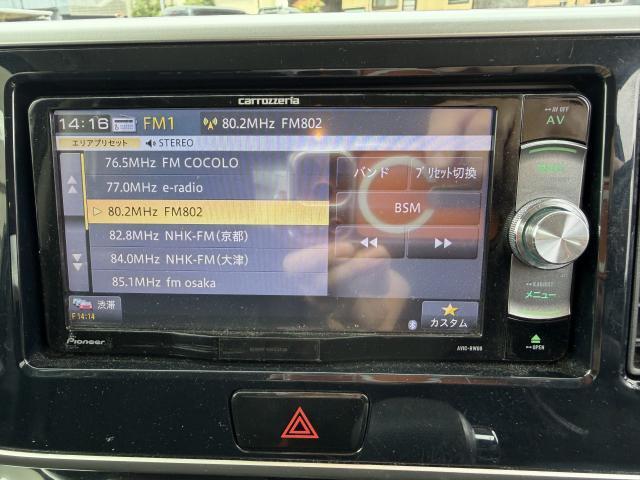 carrozzeria
14:16 FM1 80.2MHz FM802
エリアプリセット STEREO
76.5MHz FM COCOLO
77.0MHz e-radio
80.2MHz FM802
82.8MHz NHK-FM(京都)
84.0MHz NHK-FM(大津)
85.1MHz fm osaka
バンド
プリセット切換
BSM
渋滞
F 14:14
カスタム
Pioneer
AVIC-RW09
AV OFF
AV
メニュー
OPEN